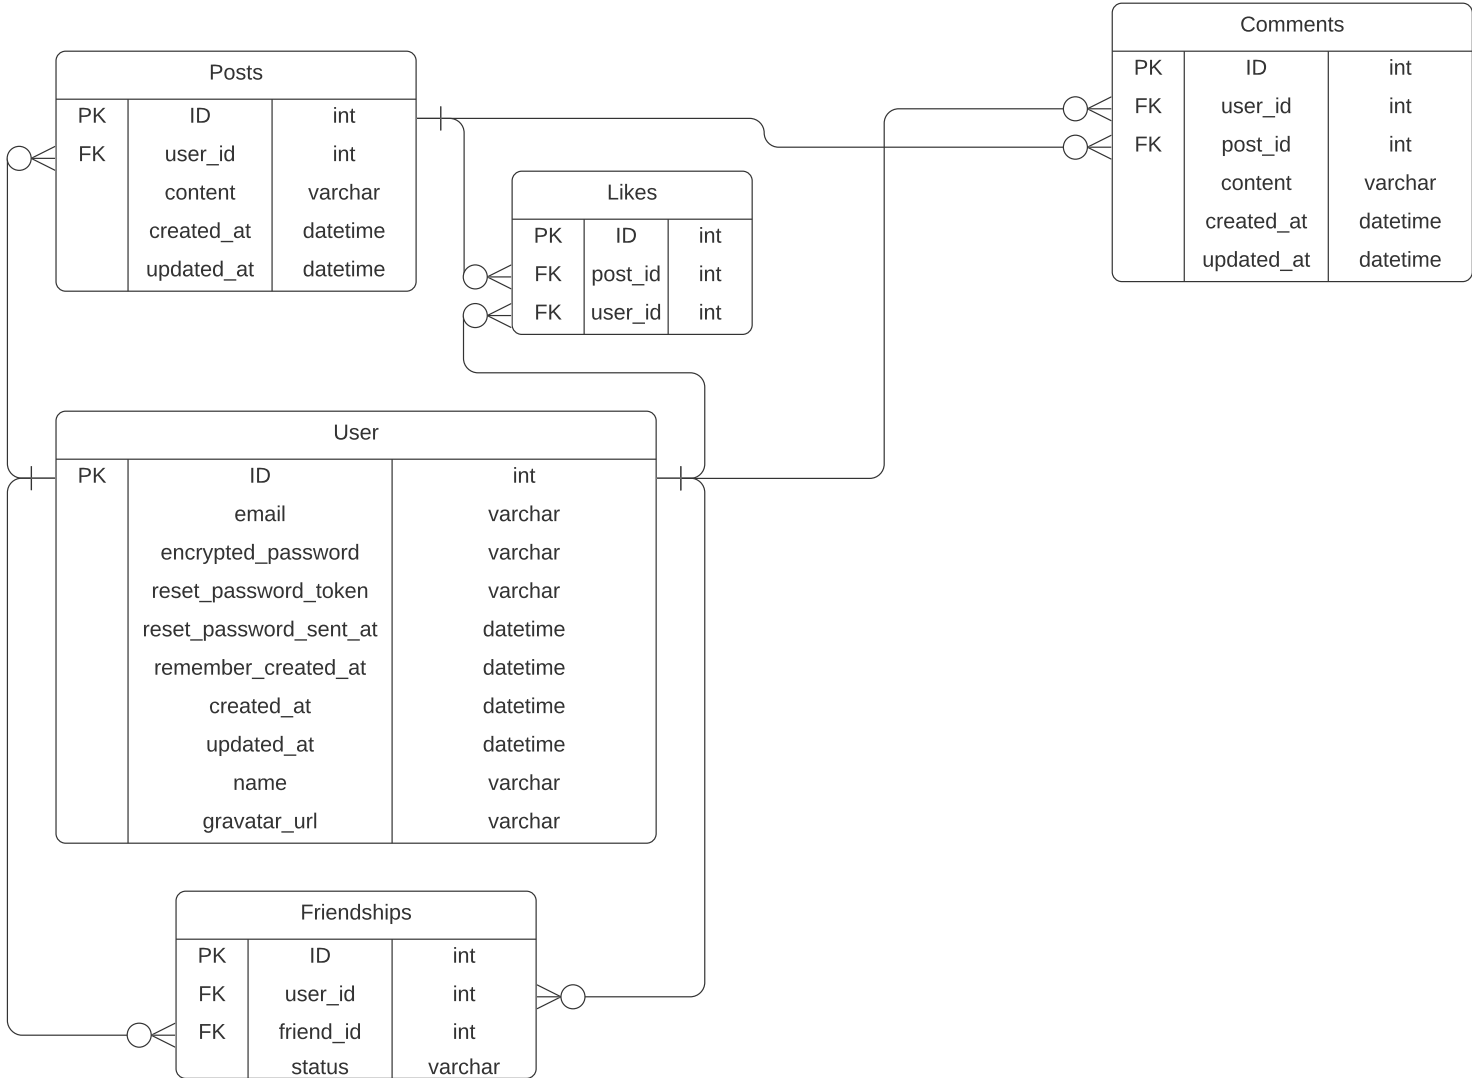 Comments
PK ID int
FK user_id int
FK post_id int
content varchar
created_at datetime
updated_at datetime
Posts
PK ID int
FK user_id int
content varchar
created_at datetime
updated_at datetime
Likes
PK ID int
FK post_id int
FK user_id int
User
PK ID int
email varchar
encrypted_password varchar
reset_password_token varchar
reset_password_sent_at datetime
remember_created_at datetime
created_at datetime
updated_at datetime
name varchar
gravatar_url varchar
Friendships
PK ID int
FK user_id int
FK friend_id int
status varchar